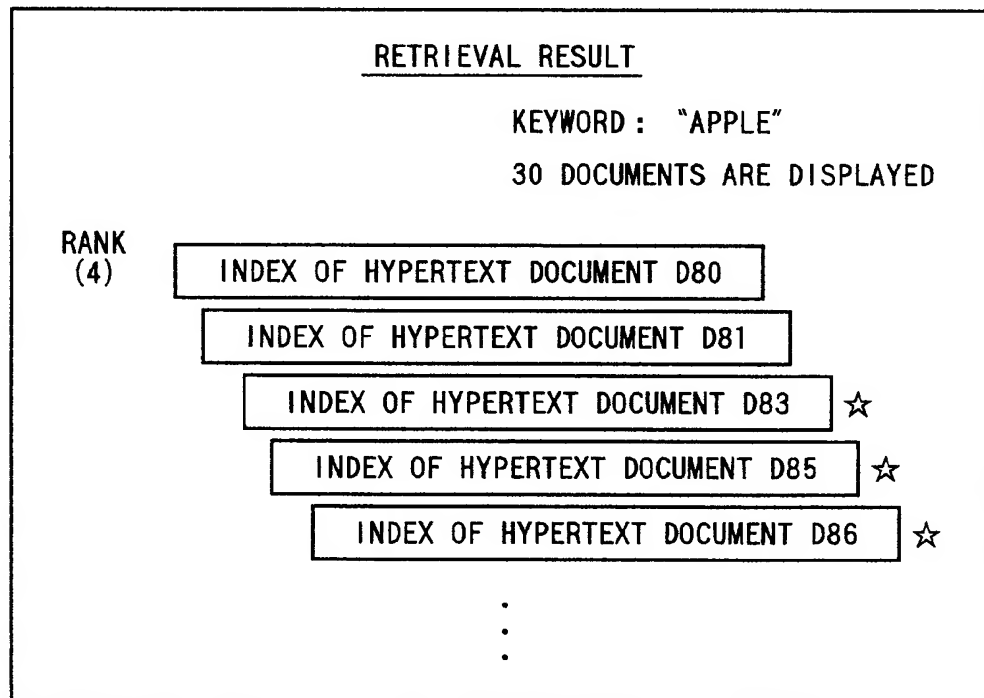 RETRIEVAL RESULT
KEYWORD : "APPLE"
30 DOCUMENTS ARE DISPLAYED
RANK
(4)
INDEX OF HYPERTEXT DOCUMENT D80
INDEX OF HYPERTEXT DOCUMENT D81
INDEX OF HYPERTEXT DOCUMENT D83 ☆
INDEX OF HYPERTEXT DOCUMENT D85 ☆
INDEX OF HYPERTEXT DOCUMENT D86 ☆